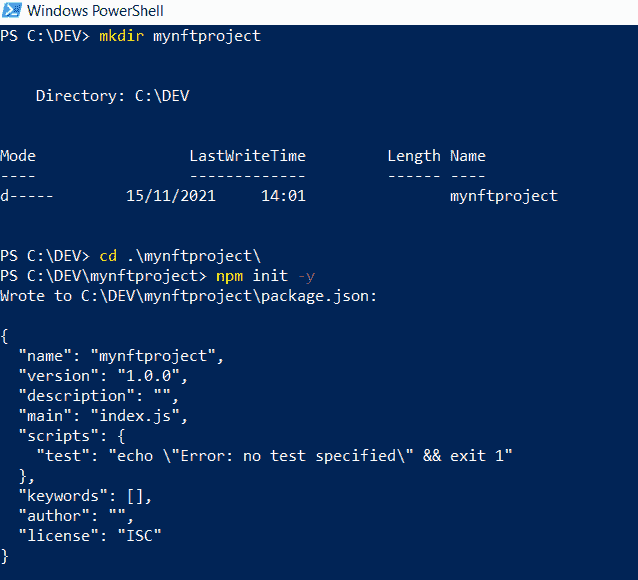 Windows PowerShell
PS C:\DEV> mkdir mynftproject
Directory: C:\DEV
Mode LastWriteTime Length Name
---- ------------- ------ ----
d----- 15/11/2021 14:01 mynftproject
PS C:\DEV> cd .\mynftproject\
PS C:\DEV\mynftproject> npm init -y
Wrote to C:\DEV\mynftproject\package.json:
{
"name": "mynftproject",
"version": "1.0.0",
"description": "",
"main": "index.js",
"scripts": {
"test": "echo \"Error: no test specified\" && exit 1"
},
"keywords": [],
"author": "",
"license": "ISC"
}